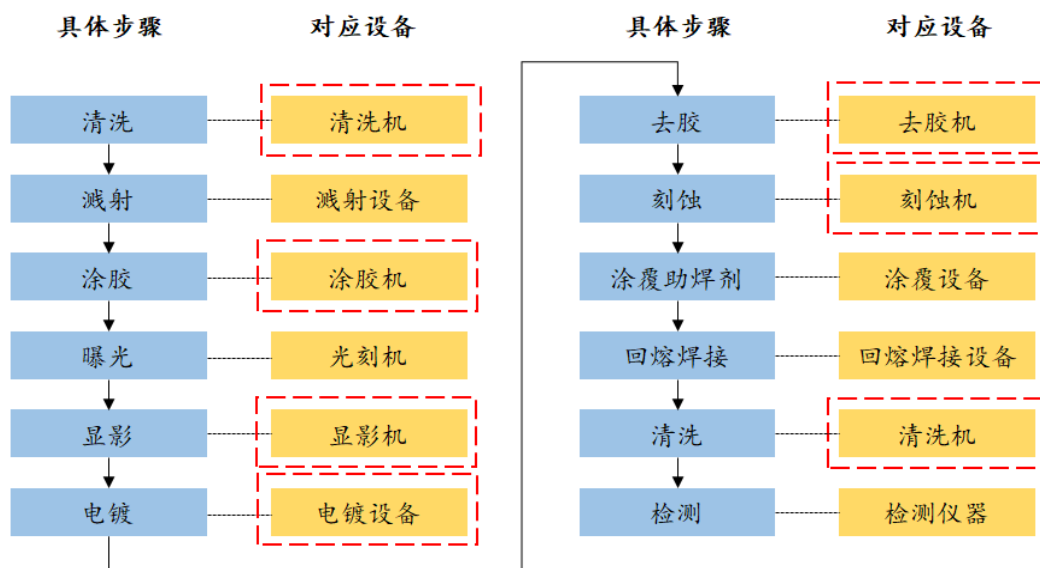 具体步骤 对应设备
清洗 清洗机
溅射 溅射设备
涂胶 涂胶机
曝光 光刻机
显影 显影机
电镀 电镀设备
具体步骤 对应设备
去胶 去胶机
刻蚀 刻蚀机
涂覆助焊剂 涂覆设备
回熔焊接 回熔焊接设备
清洗 清洗机
检测 检测仪器